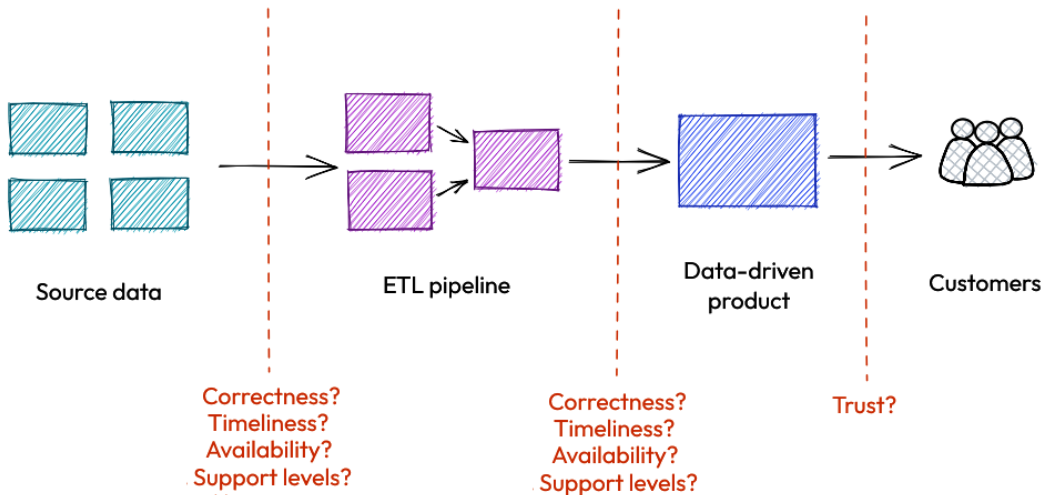 Source data
ETL pipeline
Data-driven
product
Customers
Correctness?
Timeliness?
Availability?
Support levels?
Correctness?
Timeliness?
Availability?
Support levels?
Trust?